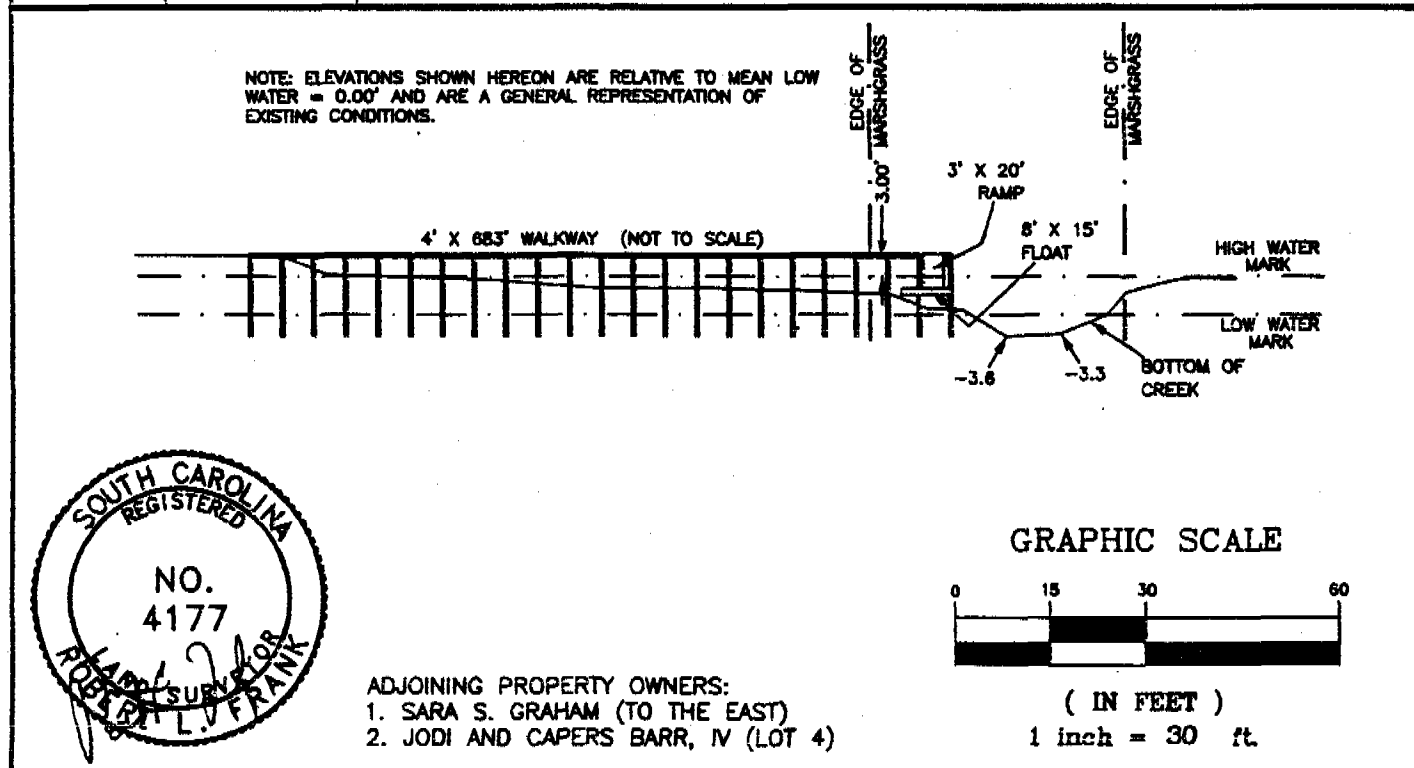 NOTE: ELEVATIONS SHOWN HEREON ARE RELATIVE TO MEAN LOW
WATER = 0.00' AND ARE A GENERAL REPRESENTATION OF
EXISTING CONDITIONS.
EDGE OF
MARSHGRASS
3.00'
EDGE OF
MARSHGRASS
3' X 20'
RAMP
8' X 15'
FLOAT
4' X 683' WALKWAY (NOT TO SCALE)
HIGH WATER
MARK
LOW WATER
MARK
-3.6
-3.3
BOTTOM OF
CREEK
SOUTH CAROLINA
REGISTERED
NO.
4177
LAND SURVEYOR
ROBERT L. FRANK
ADJOINING PROPERTY OWNERS:
1. SARA S. GRAHAM (TO THE EAST)
2. JODI AND CAPERS BARR, IV (LOT 4)
GRAPHIC SCALE
0 15 30 60
( IN FEET )
1 inch = 30 ft.